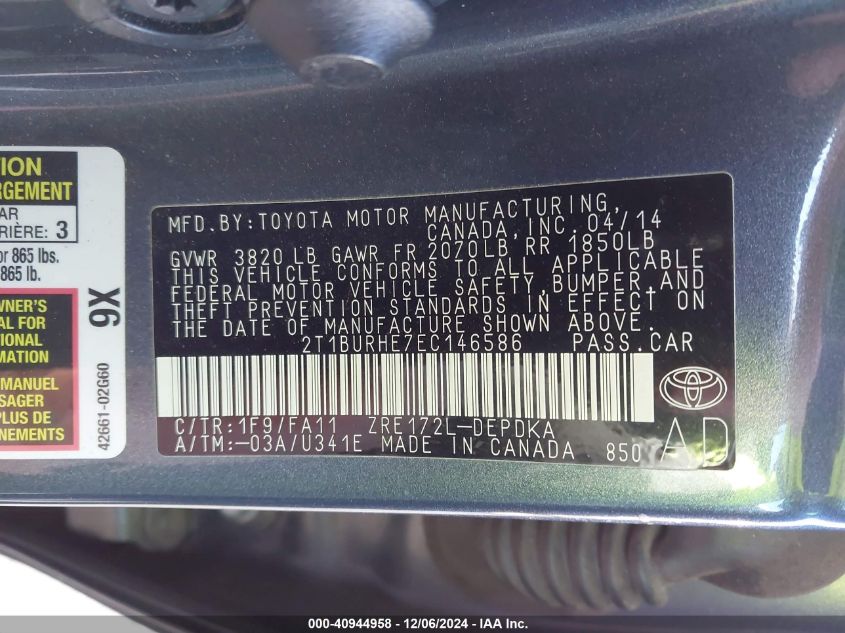 TION
RGEMENT
AR
RIÈRE: 3
or 865 lbs.
865 lb.
WNER'S
AL FOR
TIONAL
MATION
MANUEL
SER
PLUS DE
NEMENTS
9X
42661-02G60
MFD.BY:TOYOTA MOTOR MANUFACTURING,
CANADA, INC. 04/14
GVWR 3820 LB GAWR FR 2070LB, RR 1850LB
THIS VEHICLE CONFORMS TO ALL APPLICABLE
FEDERAL MOTOR VEHICLE SAFETY, BUMPER, AND
THEFT PREVENTION STANDARDS IN EFFECT ON
THE DATE OF MANUFACTURE SHOWN ABOVE.
2T1BURHE7EC146586 PASS.CAR
C/TR:1F9/FA11 ZRE172L-DEPDKA
A/TM:-03A/U341E MADE IN CANADA 850
AD
000-40944958 - 12/06/2024 - IAA Inc.